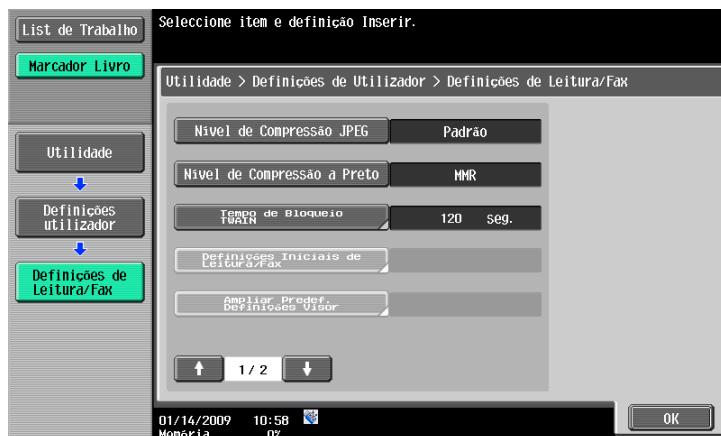 List de Trabalho
Seleccione item e definição Inserir.
Marcador Livro
Utilidade > Definições de Utilizador > Definições de Leitura/Fax
Utilidade
Definições
utilizador
Definições de
Leitura/Fax
Nível de Compressão JPEG
Padrão
Nível de Compressão a Preto
MMR
Tempo de Bloqueio
TWAIN
120 seg.
Definições Iniciais de
Leitura/Fax
Ampliar Predef.
Definições Visor
1/ 2
01/14/2009 10:58
Memória 0%
OK